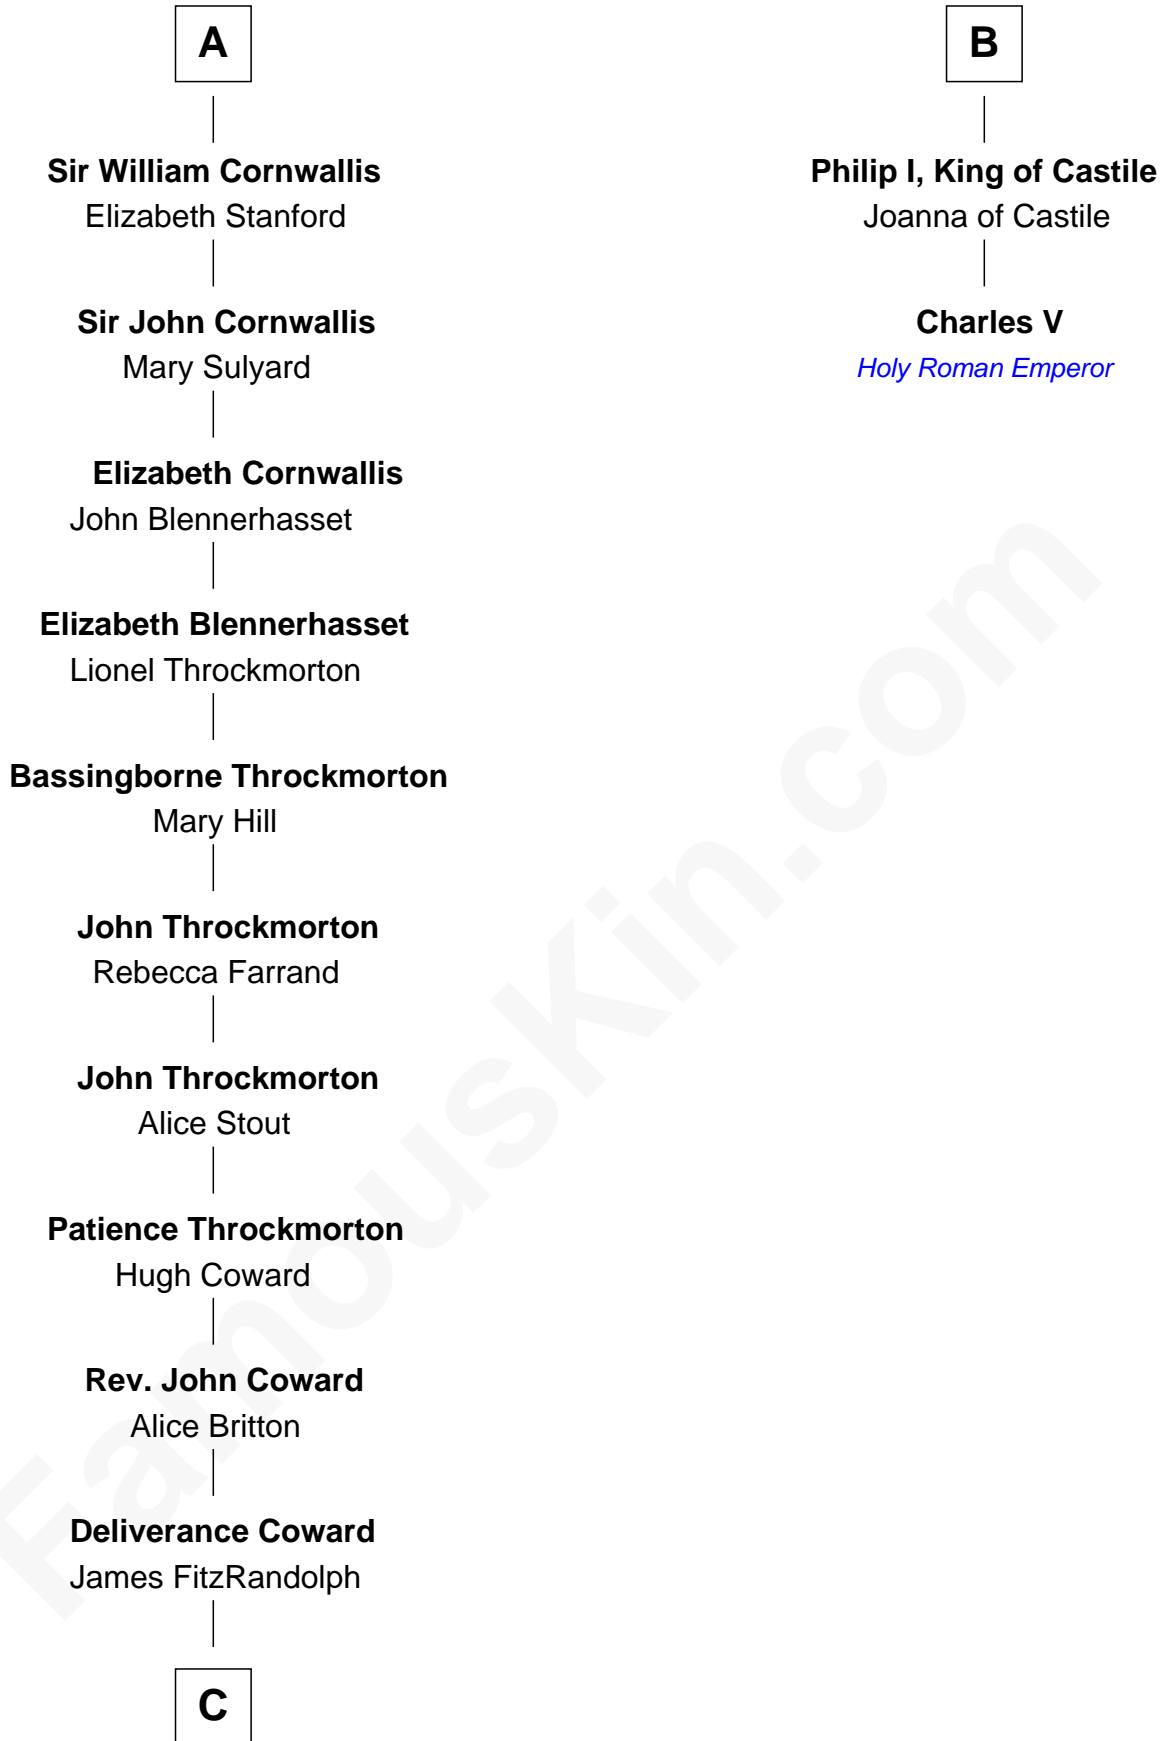 A
Sir William Cornwallis
Elizabeth Stanford
Sir John Cornwallis
Mary Sulyard
Elizabeth Cornwallis
John Blennerhasset
Elizabeth Blennerhasset
Lionel Throckmorton
Bassingborne Throckmorton
Mary Hill
John Throckmorton
Rebecca Farrand
John Throckmorton
Alice Stout
Patience Throckmorton
Hugh Coward
Rev. John Coward
Alice Britton
Deliverance Coward
James FitzRandolph
C
B
Philip I, King of Castile
Joanna of Castile
Charles V
Holy Roman Emperor
FamousKin.com